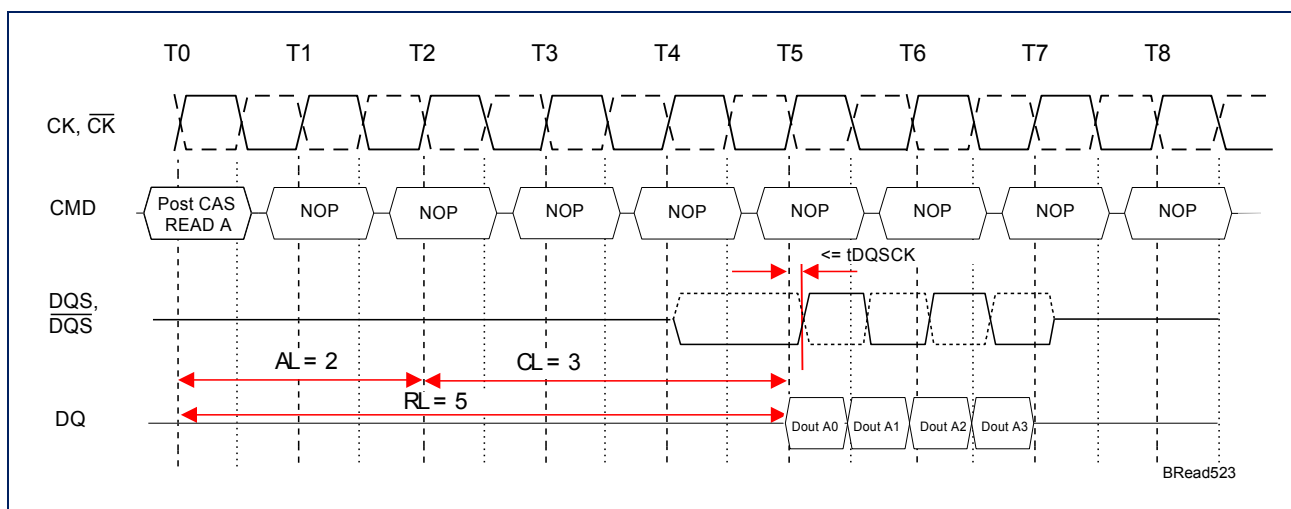 T0 T1 T2 T3 T4 T5 T6 T7 T8
CK, CK
CMD
Post CAS
READ A
NOP NOP NOP NOP NOP NOP NOP NOP
<= tDQSCK
DQS,
DQS
AL = 2
CL = 3
RL = 5
DQ
Dout A0 Dout A1 Dout A2 Dout A3
BRead523